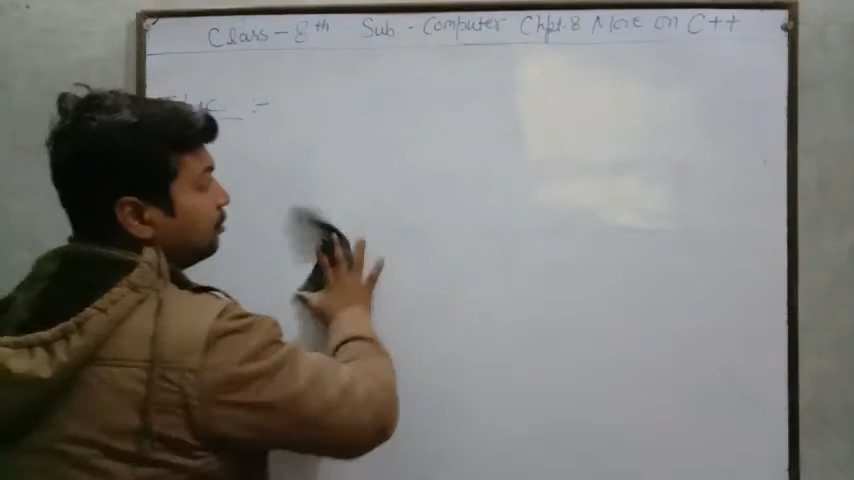 Class - 8th Sub - Computer Chpt.8 More on C++
:-